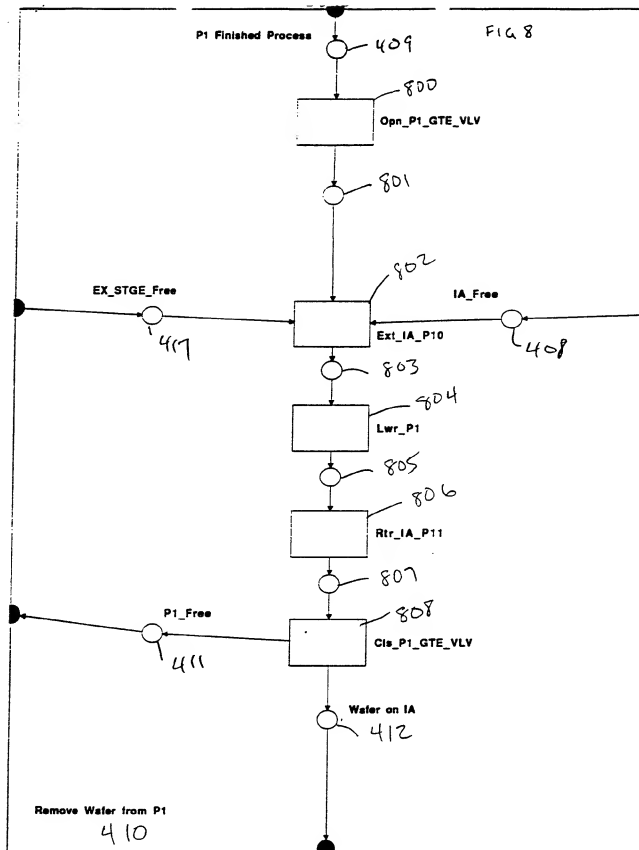 P1 Finished Process
FIG 8
409
800
Opn_P1_GTE_VLV
801
802
EX_STGE_Free
IA_Free
417
Ext_IA_P10
408
803
804
Lwr_P1
805
806
Rtr_IA_P11
807
P1_Free
808
411
Cls_P1_GTE_VLV
Wafer on IA
412
Remove Wafer from P1
410